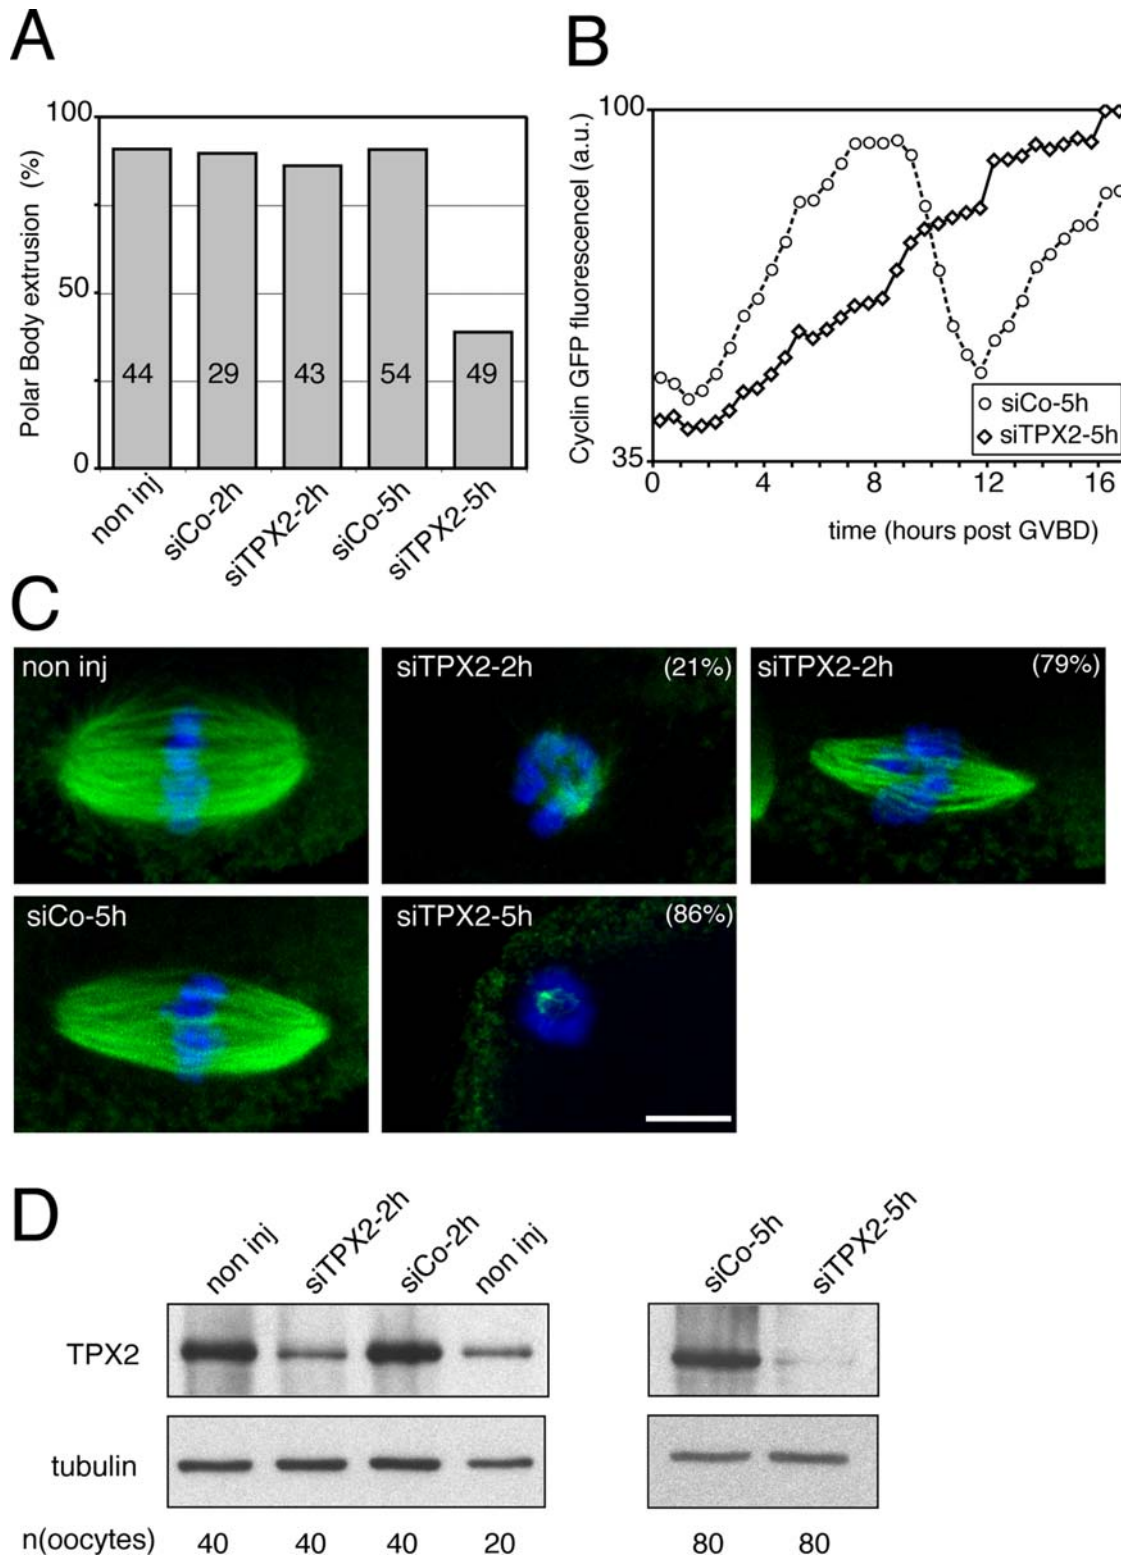 A
100
50
0
Polar Body extrusion (%)
44
29
43
54
49
non inj
siCo-2h
siTPX2-2h
siCo-5h
siTPX2-5h
B
100
35
Cyclin GFP fluorescencel (a.u.)
siCo-5h
siTPX2-5h
0 4 8 12 16
time (hours post GVBD)
C
non inj
siTPX2-2h (21%)
siTPX2-2h (79%)
siCo-5h
siTPX2-5h (86%)
D
non inj
siTPX2-2h
siCo-2h
non inj
siCo-5h
siTPX2-5h
TPX2
tubulin
n(oocytes) 40 40 40 20 80 80